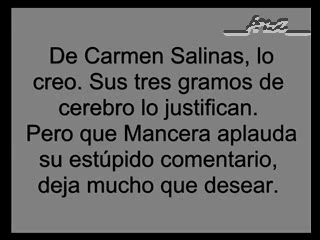 De Carmen Salinas, lo
creo. Sus tres gramos de
cerebro lo justifican.
Pero que Mancera aplauda
su estúpido comentario,
deja mucho que desear.